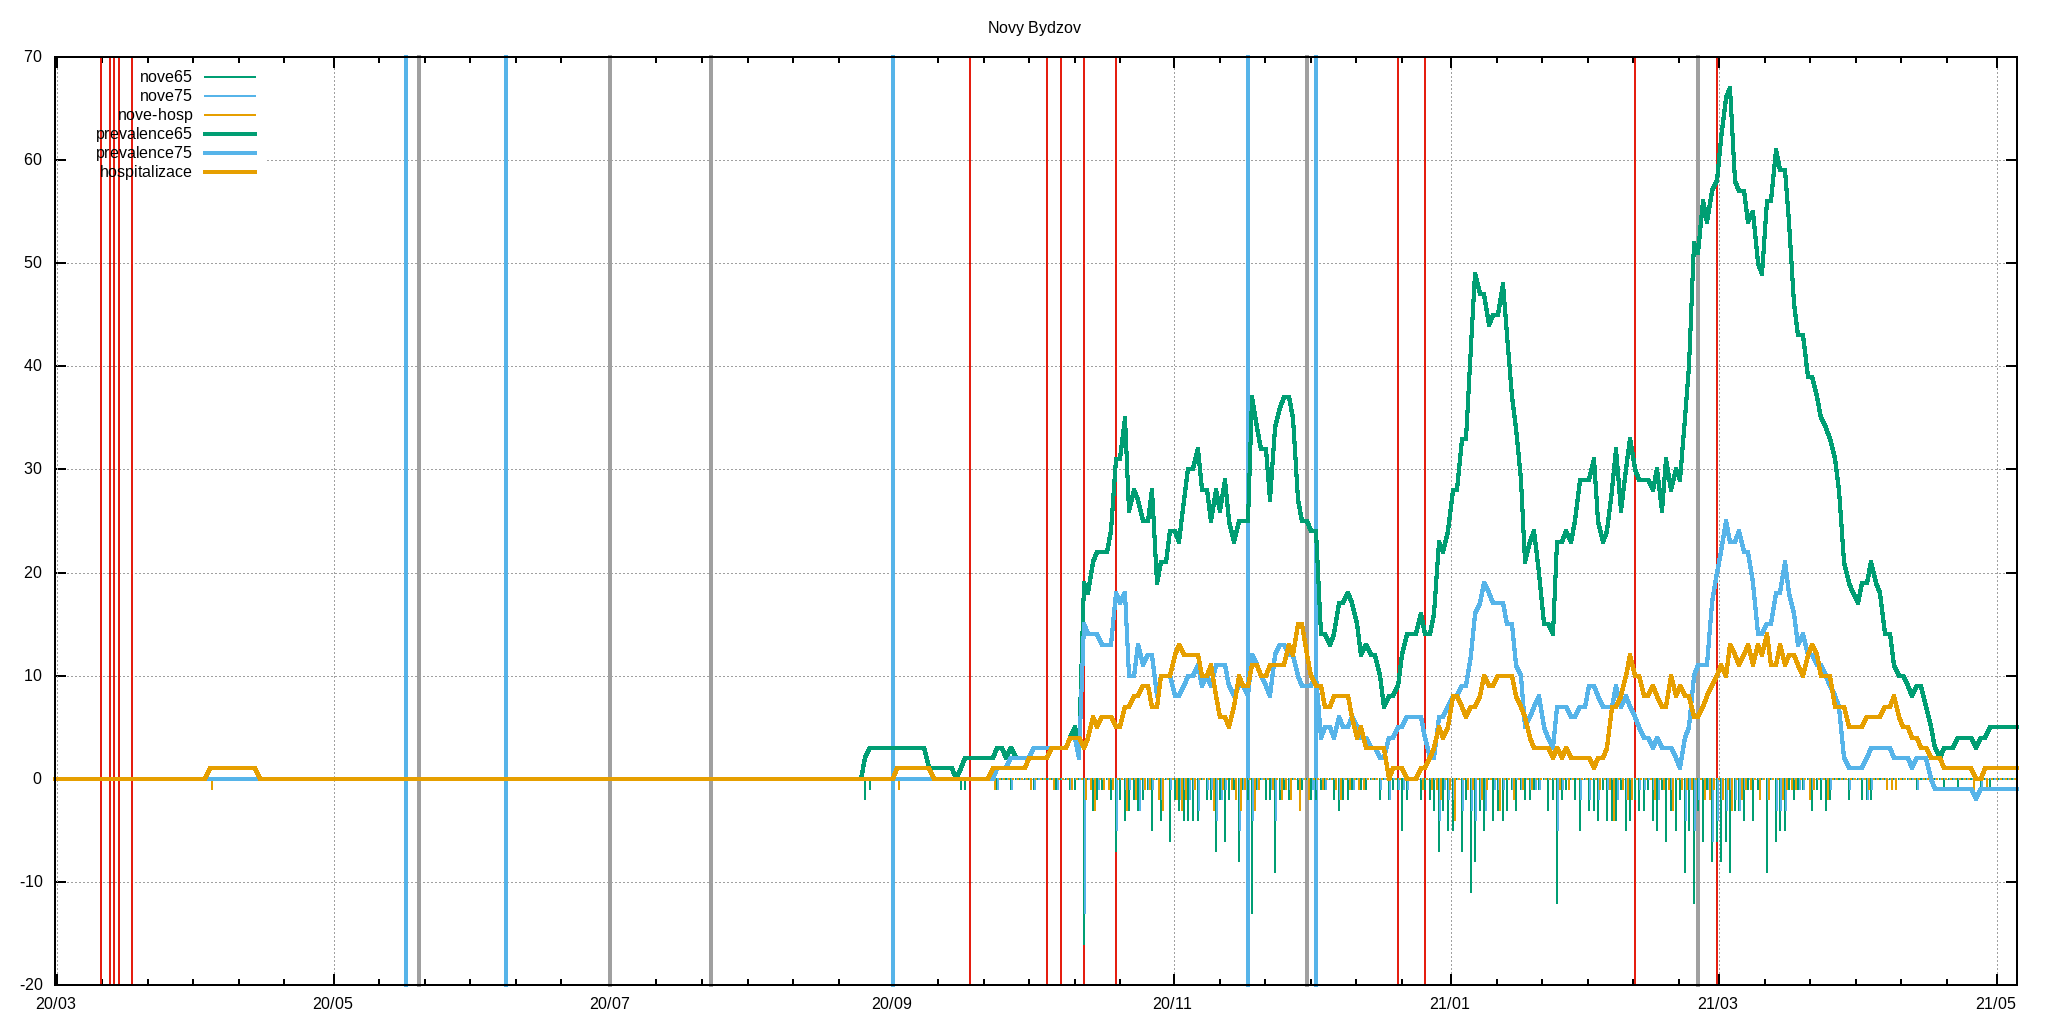 Novy Bydzov
70
60
50
40
30
20
10
0
-10
-20
nove65
nove75
nove-hosp
prevalence65
prevalence75
hospitalizace
20/03 20/05 20/07 20/09 20/11 21/01 21/03 21/05